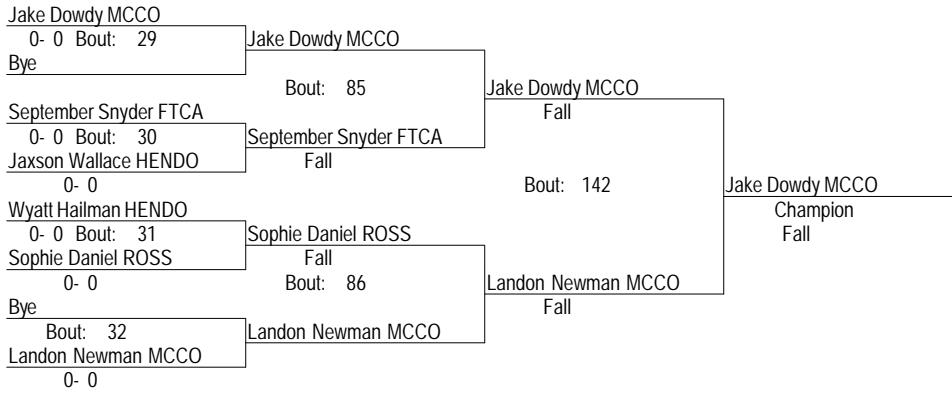 Jake Dowdy MCCO
0- 0 Bout: 29
Jake Dowdy MCCO
Bye
Bout: 85
Jake Dowdy MCCO
September Snyder FTCA
Fall
0- 0 Bout: 30
September Snyder FTCA
Jaxson Wallace HENDO
Fall
0- 0
Bout: 142
Jake Dowdy MCCO
Wyatt Hailman HENDO
Champion
0- 0 Bout: 31
Sophie Daniel ROSS
Fall
Sophie Daniel ROSS
Fall
0- 0
Bout: 86
Landon Newman MCCO
Bye
Fall
Bout: 32
Landon Newman MCCO
Landon Newman MCCO
0- 0